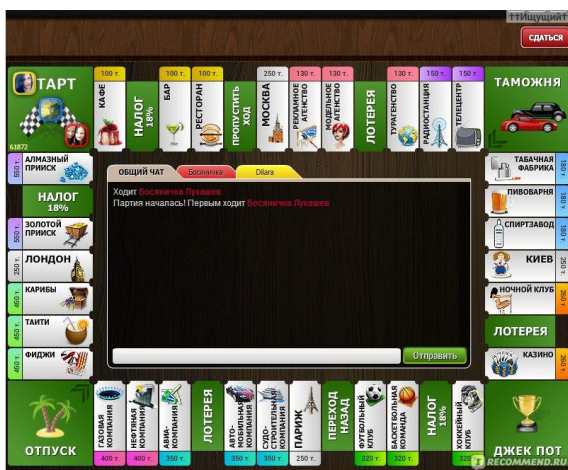 ††Ищущий††
СДАТЬСЯ
СТАРТ
61872
100 т.
КАФЕ
НАЛОГ
18%
100 т.
БАР
100 т.
РЕСТОРАН
ПРОПУСТИТЬ
ХОД
250 т.
МОСКВА
130 т.
РЕКЛАМНОЕ
АГЕНСТВО
130 т.
МОДЕЛЬНОЕ
АГЕНСТВО
ЛОТЕРЕЯ
130 т.
ТУРАГЕНСТВО
150 т.
РАДИОСТАНЦИЯ
150 т.
ТЕЛЕЦЕНТР
ТАМОЖНЯ
550 т.
АЛМАЗНЫЙ
ПРИИСК
НАЛОГ
18%
550 т.
ЗОЛОТОЙ
ПРИИСК
250 т.
ЛОНДОН
450 т.
КАРИБЫ
450 т.
ТАИТИ
450 т.
ФИДЖИ
ОБЩИЙ ЧАТ
Босяничка
Dilara
Ходит Босяничка Лукашев
Партия началась! Первым ходит Босяничка Лукашев
Отправить
ТАБАЧНАЯ
ФАБРИКА
180 т.
ПИВОВАРНЯ
180 т.
СПИРТЗАВОД
180 т.
КИЕВ
250 т.
НОЧНОЙ КЛУБ
260 т.
ЛОТЕРЕЯ
КАЗИНО
260 т.
ОТПУСК
ГАЗОВАЯ
КОМПАНИЯ
400 т.
НЕФТЯНАЯ
КОМПАНИЯ
400 т.
АВИА-
КОМПАНИЯ
350 т.
ЛОТЕРЕЯ
АВТО-
МОБИЛЬНАЯ
КОМПАНИЯ
350 т.
СУДО-
СТРОИТЕЛЬНАЯ
КОМПАНИЯ
350 т.
ПАРИЖ
250 т.
ПЕРЕХОД
НАЗАД
ФУТБОЛЬНЫЙ
КЛУБ
320 т.
БАСКЕТБОЛЬНАЯ
КОМАНДА
320 т.
НАЛОГ
18%
ХОККЕЙНЫЙ
КЛУБ
320
ДЖЕК ПОТ
RECOMMEND.RU